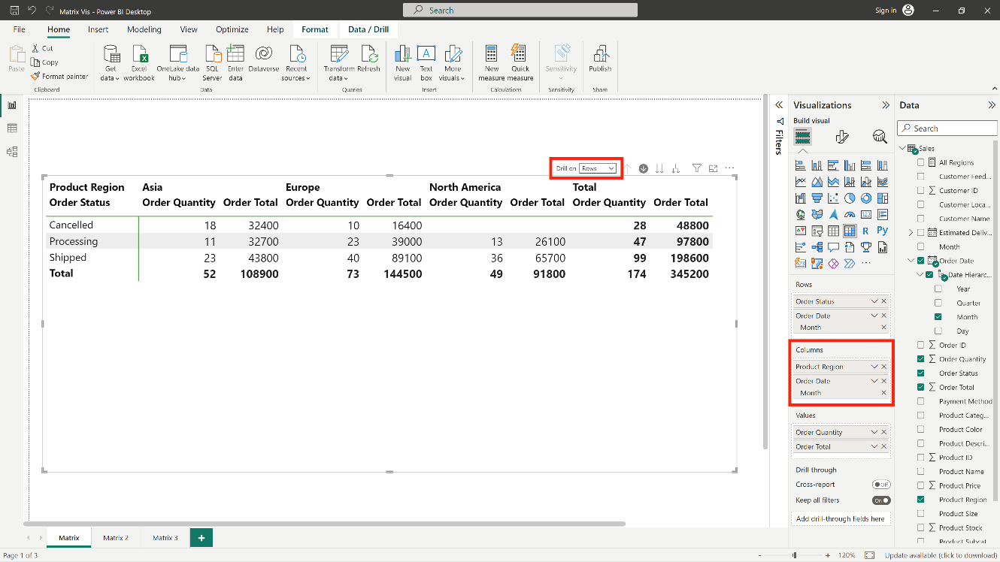 Matrix Vis - Power BI Desktop
Search
Sign in
File
Home
Insert
Modeling
View
Optimize
Help
Format
Data / Drill
Paste
Cut
Copy
Format painter
Get data
Excel workbook
OneLake data hub
SQL Server
Enter data
Dataverse
Recent sources
Transform data
Refresh
New visual
Text box
More visuals
New measure
Quick measure
Sensitivity
Publish
Clipboard
Data
Queries
Insert
Calculations
Sensitivity
Share
Drill on Rows
Product Region Asia Europe North America Total
Order Status Order Quantity Order Total Order Quantity Order Total Order Quantity Order Total Order Quantity Order Total
Cancelled 18 32400 10 16400 28 48800
Processing 11 32700 23 39000 13 26100 47 97800
Shipped 23 43800 40 89100 36 65700 99 198600
Total 52 108900 73 144500 49 91800 174 345200
Filters
Visualizations
Build visual
123
R
Py
Rows
Order Status
Order Date
Month
Columns
Product Region
Order Date
Month
Values
Order Quantity
Order Total
Drill through
Cross-report Off
Keep all filters On
Add drill-through fields here
Data
Search
Sales
All Regions
Customer Feed...
Customer ID
Customer Loca...
Customer Name
Estimated Deliv...
Month
Order Date
Date Hierarc...
Year
Quarter
Month
Day
Order ID
Order Quantity
Order Status
Order Total
Payment Method
Product Categ...
Product Color
Product Descri...
Product ID
Product Name
Product Price
Product Region
Product Size
Product Stock
Product Subcat
Matrix
Matrix 2
Matrix 3
Page 1 of 3
120%
Update available (click to download)